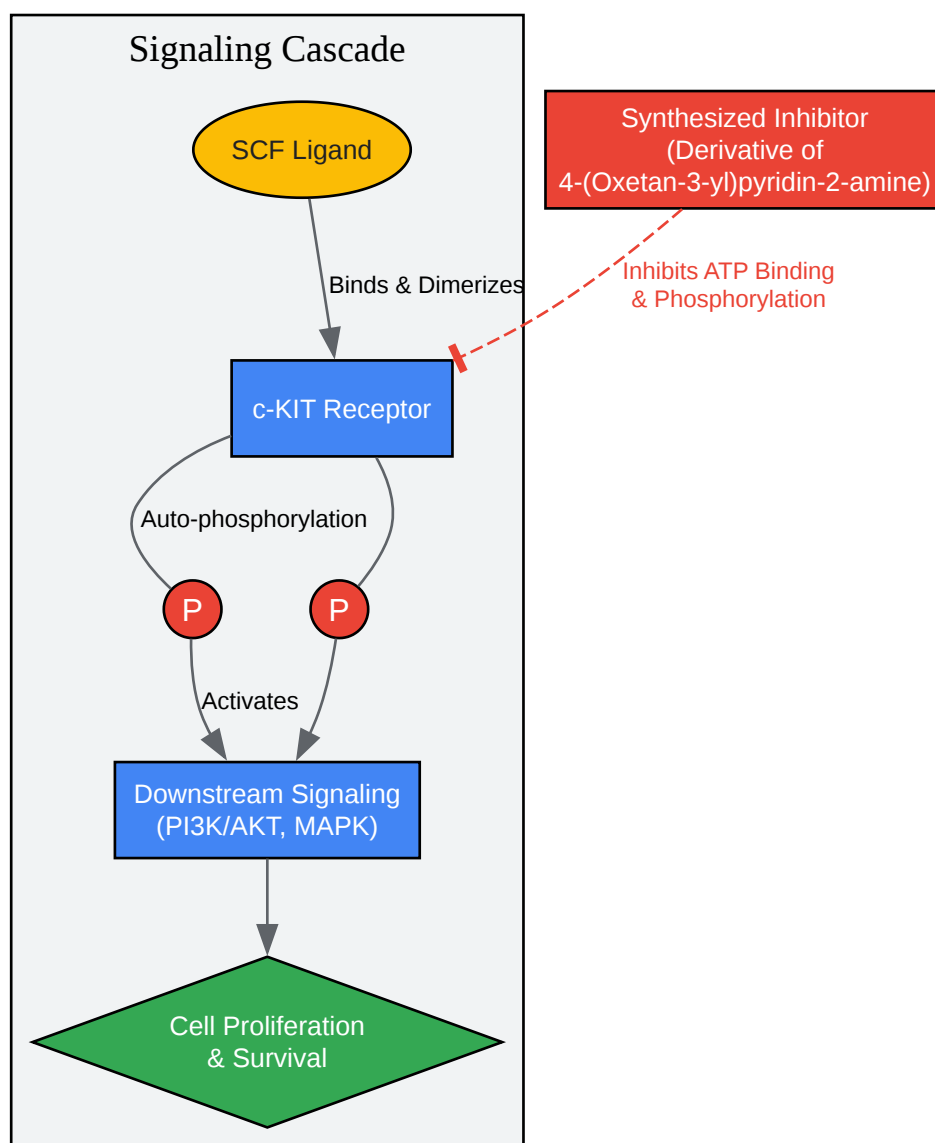 Signaling Cascade
SCF Ligand
Synthesized Inhibitor
(Derivative of
4-(Oxetan-3-yl)pyridin-2-amine)
Binds & Dimerizes
Inhibits ATP Binding
& Phosphorylation
c-KIT Receptor
Auto-phosphorylation
P
P
Activates
Downstream Signaling
(PI3K/AKT, MAPK)
Cell Proliferation
& Survival